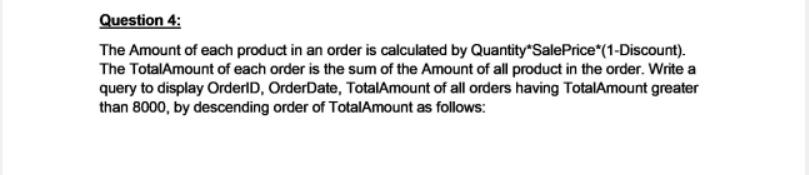 Question 4:
The Amount of each product in an order is calculated by Quantity*SalePrice*(1-Discount).
The TotalAmount of each order is the sum of the Amount of all product in the order. Write a
query to display OrderID, OrderDate, TotalAmount of all orders having TotalAmount greater
than 8000, by descending order of TotalAmount as follows: